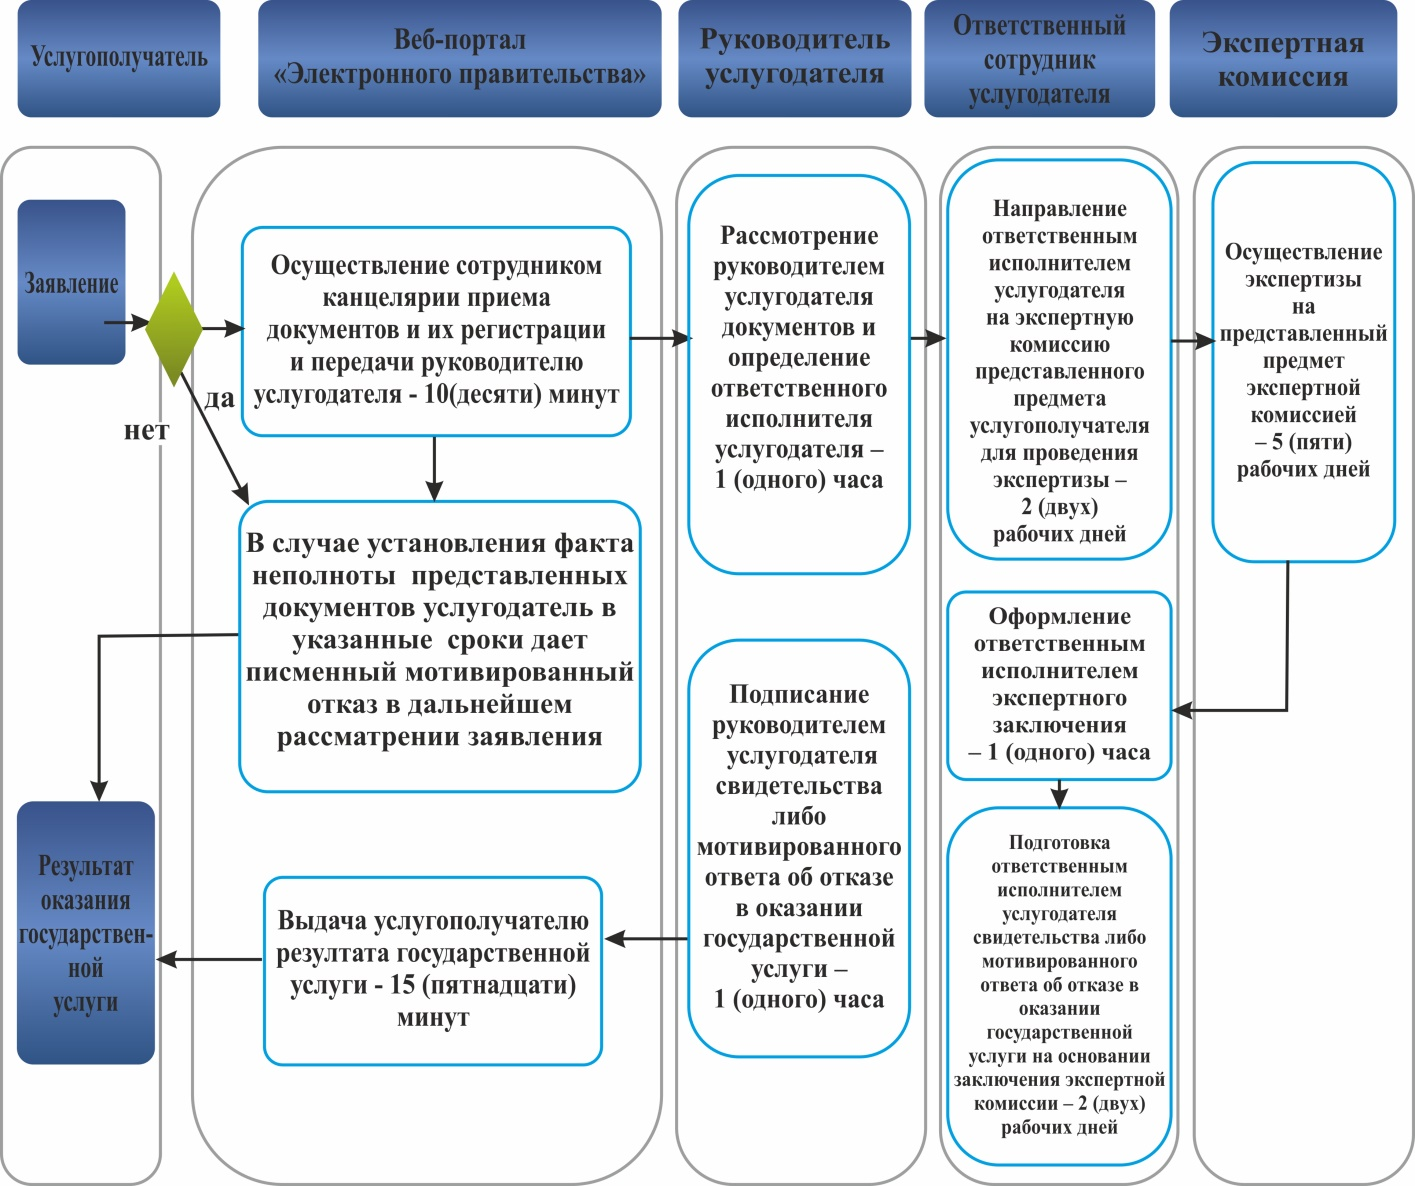 Услугополучатель
Веб-портал
«Электронного правительства»
Руководитель
услугодателя
Ответственный
сотрудник
услугодателя
Экспертная
комиссия
Заявление
да
нет
Осуществление сотрудником
канцелярии приема
документов и их регистрации
и передачи руководителю
услугодателя - 10(десяти) минут
В случае установления факта
неполноты представленных
документов услугодатель в
указанные сроки дает
писменный мотивированный
отказ в дальнейшем
рассматрении заявления
Рассмотрение
руководителем
услугодателя
документов и
определение
ответственного
исполнителя
услугодателя –
1 (одного) часа
Направление
ответственным
исполнителем
услугодателя
на экспертную
комиссию
представленного
предмета
услугополучателя
для проведения
экспертизы –
2 (двух)
рабочих дней
Осуществление
экспертизы
на
представленный
предмет
экспертной
комиссией
– 5 (пяти)
рабочих дней
Оформление
ответственным
исполнителем
экспертного
заключения
– 1 (одного) часа
Подготовка
ответственным
исполнителем
услугодателя
свидетельства либо
мотивированного
ответа об отказе в
оказании
государственной
услуги на основании
заключения экспертной
комиссии – 2 (двух)
рабочих дней
Подписание
руководителем
услугодателя
свидетельства
либо
мотивированного
ответа об отказе
в оказании
государственной
услуги –
1 (одного) часа
Выдача услугополучателю
резултата государственной
услуги - 15 (пятнадцати)
минут
Результат
оказания
государствен-
ной
услуги